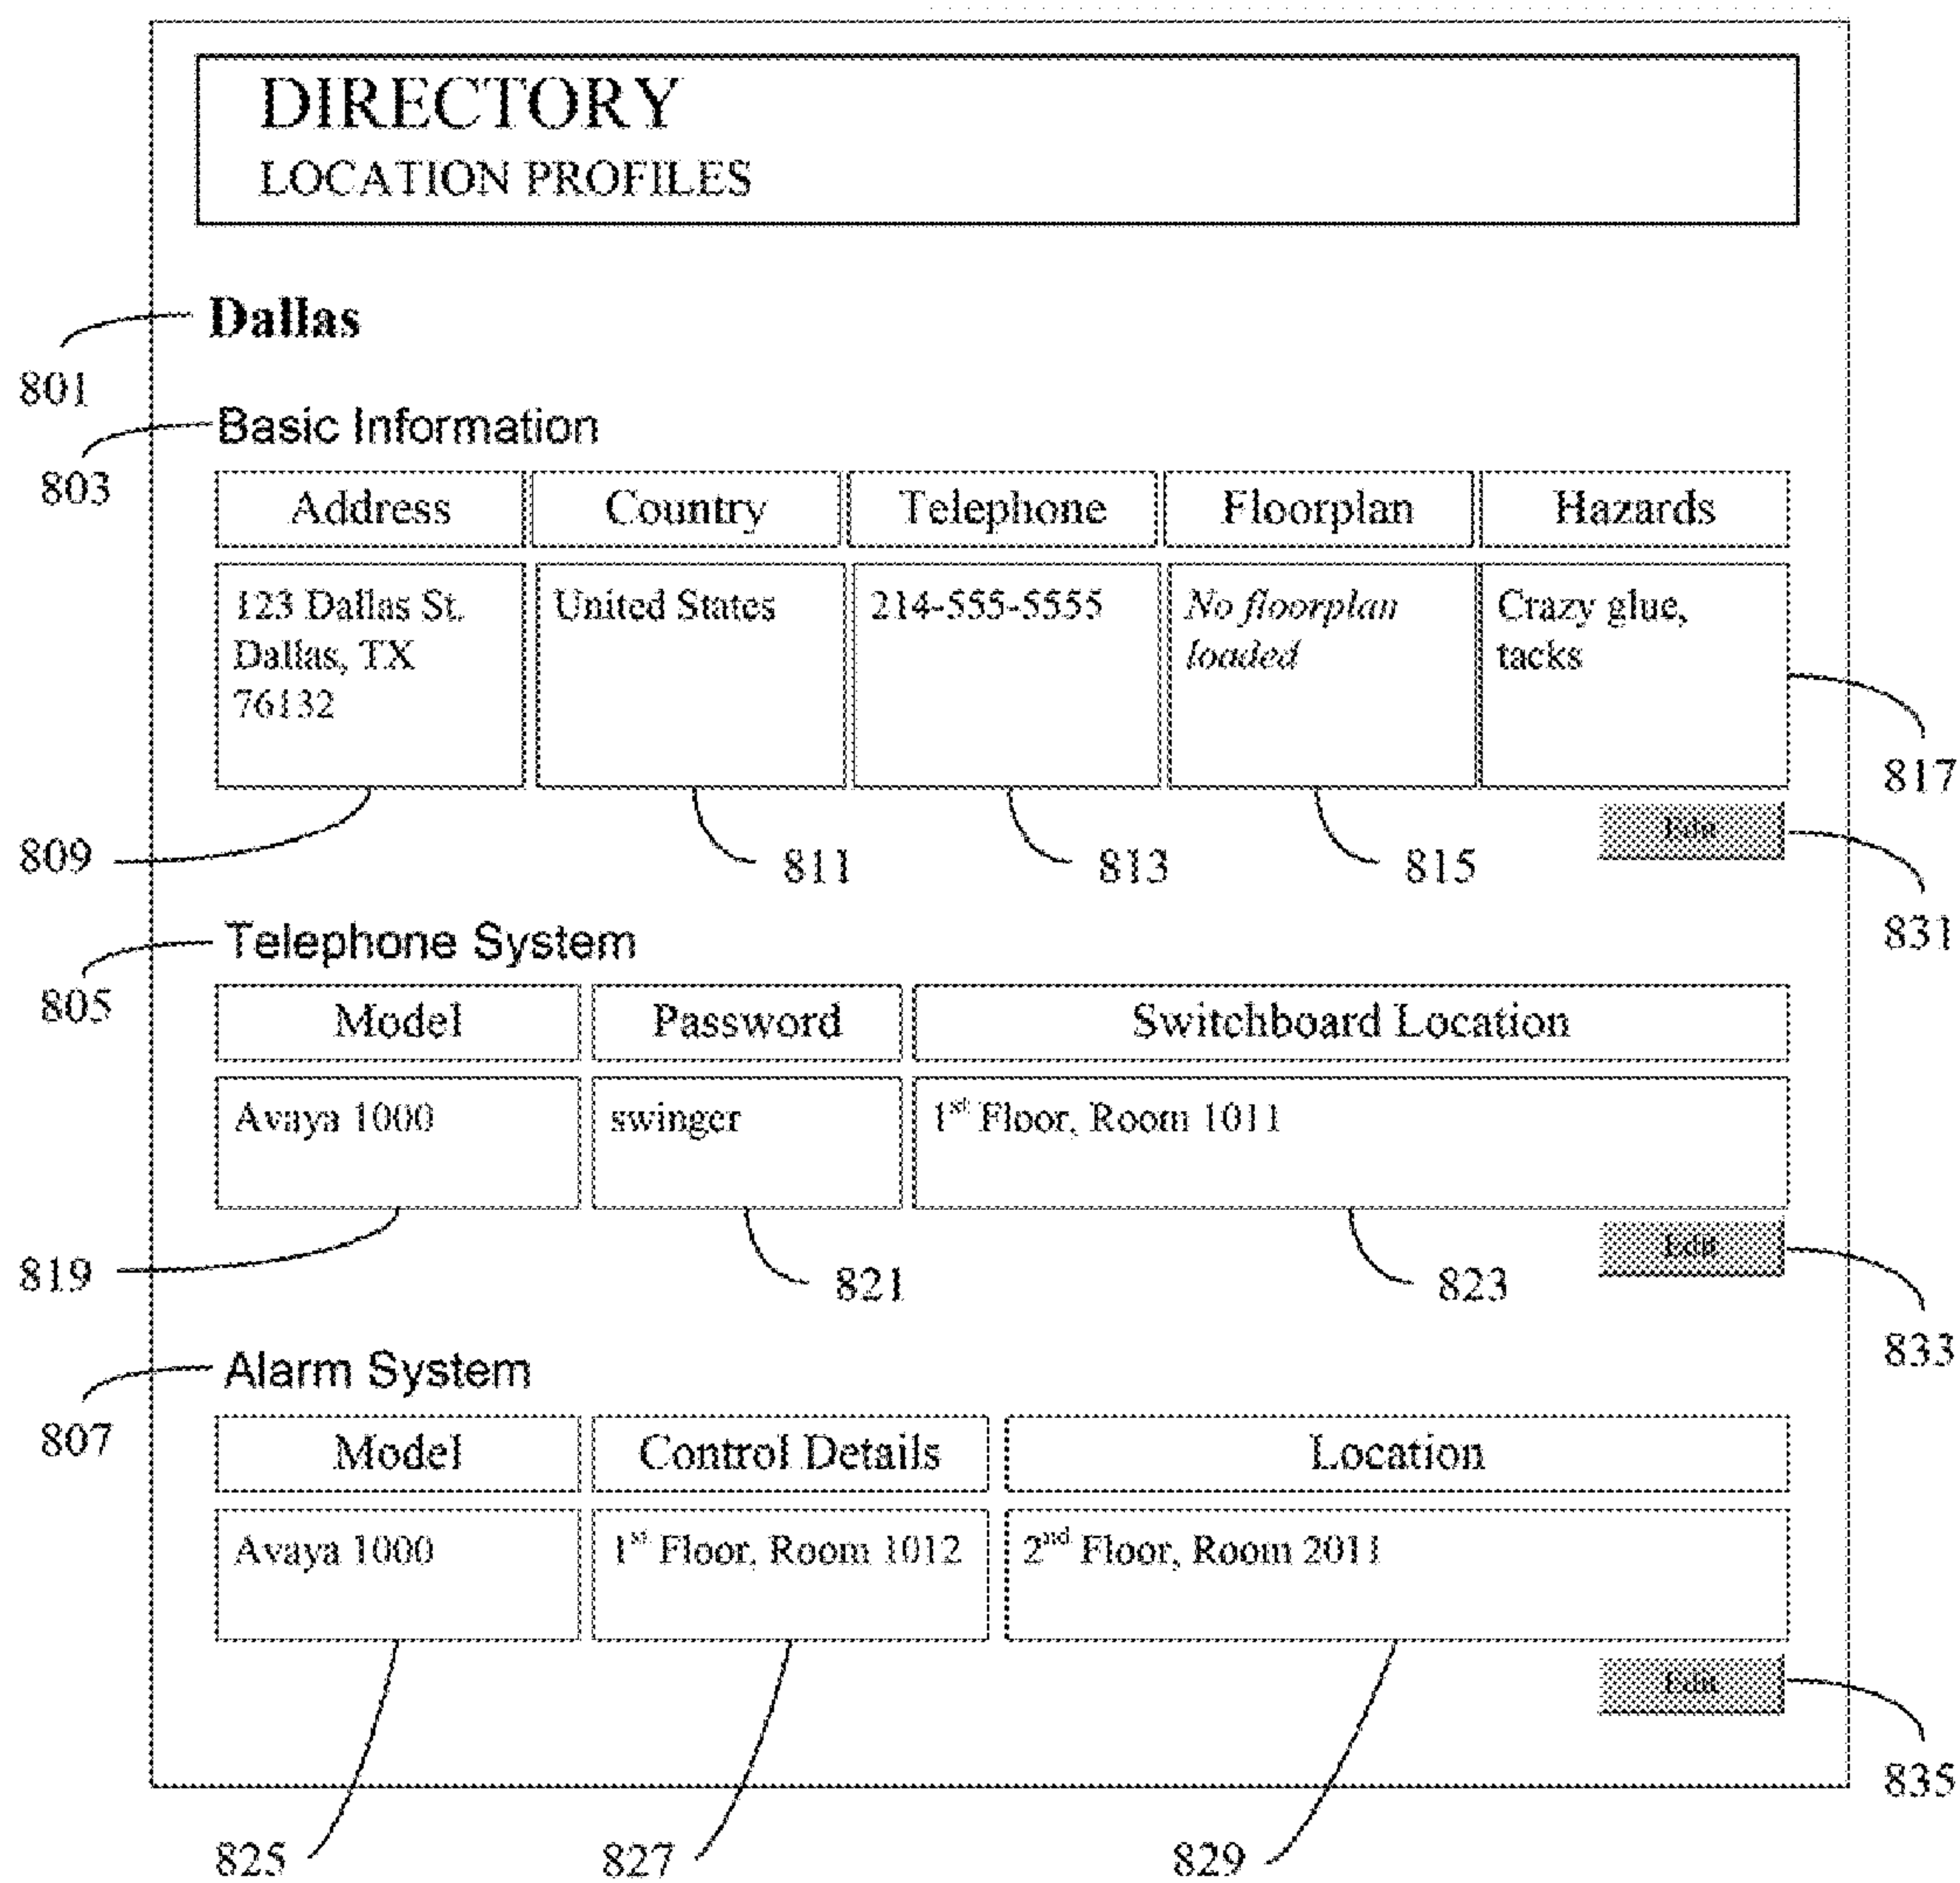 DIRECTORY
LOCATION PROFILES
Dallas
801
Basic Information
803
Address Country Telephone Floorplan Hazards
123 Dallas St. United States 214-555-5555 No floorplan Crazy glue,
Dallas, TX loaded tacks
76132
817
Edit
809 811 813 815
831
Telephone System
805
Model Password Switchboard Location
Avaya 1000 swinger 1st Floor, Room 1011
Edit
819 821 823
833
Alarm System
807
Model Control Details Location
Avaya 1000 1st Floor, Room 1012 2nd Floor, Room 2011
Edit
835
825 827 829